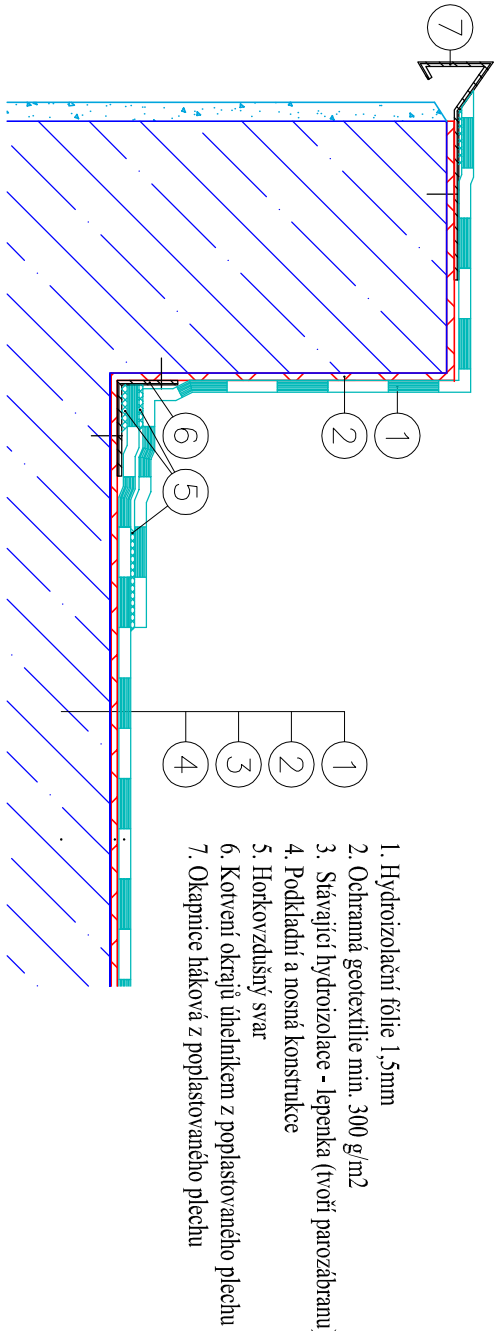 7
1
2
6
5
1
2
3
4
1. Hydroizolační fólie 1,5mm
2. Ochranná geotextilie min. 300 g/m2
3. Stávající hydroizolace - lepenka (tvoří parozábranu)
4. Podkladní a nosná konstrukce
5. Horkovzdušný svar
6. Kotvení okrajů úhelníkem z poplastovaného plechu
7. Okapnice háková z poplastovaného plechu